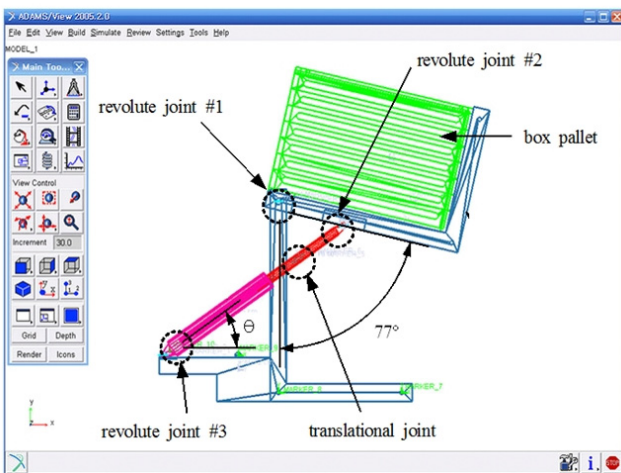 ADAMS/View 2005.2.0
File Edit View Build Simulate Review Settings Tools Help
MODEL_1
Main Too...
revolute joint #2
revolute joint #1
box pallet
View Control
Increment 30.0
θ
77°
Grid Depth
MARKER_7
Render Icons
revolute joint #3
translational joint
y
z x
i
STOP